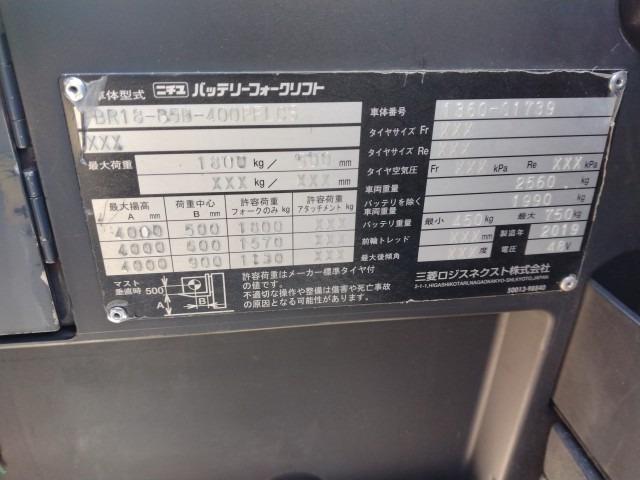 ニチユ バッテリーフォークリフト
車体型式
XXX
最大荷重 1800 kg / 500 mm
XXX kg / XXX mm
最大揚高 A mm 荷重中心 B mm 許容荷重 フォークのみ kg 許容荷重 アタッチメント kg
4000 500 1800 XXX
4000 600 1570 XXX
4000 900 1130 XXX
マスト垂直時 500 A B
許容荷重はメーカー標準タイヤ付の値です。
不適切な操作や整備は傷害や死亡事故の原因となる可能性が有ります。
車体番号 1360-01739
タイヤサイズ Fr XXX
タイヤサイズ Re XXX
タイヤ空気圧 Fr XXX kPa Re XXX kPa
車両重量 2560 kg
バッテリを除く車両重量 1990 kg
バッテリ重量 最小 450 kg 最大 750 kg
前輪トレッド XXX mm 製造年 2019
最大後傾角 XXX 度 電圧 48 V
三菱ロジスネクスト株式会社
2-1-1, HIGASHIKOTARI, NAGAOKAKYO-SHI, KYOTO, JAPAN